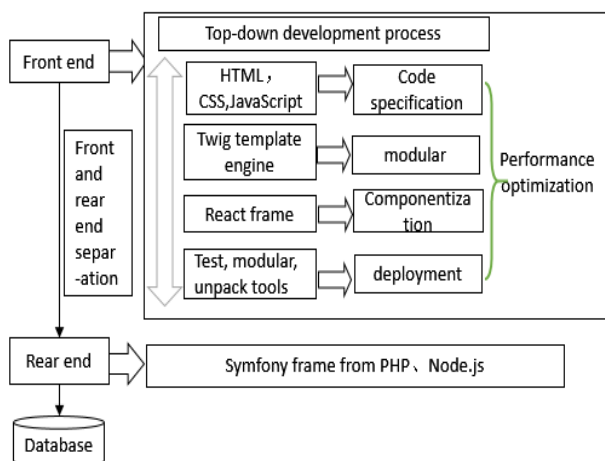 Top-down development process
Front end
HTML，
CSS,JavaScript
Code
specification
Front
and
rear
end
separ
-ation
Twig template
engine
modular
Performance
optimization
React frame
Componentiza
tion
Test, modular,
unpack tools
deployment
Rear end
Symfony frame from PHP、Node.js
Database